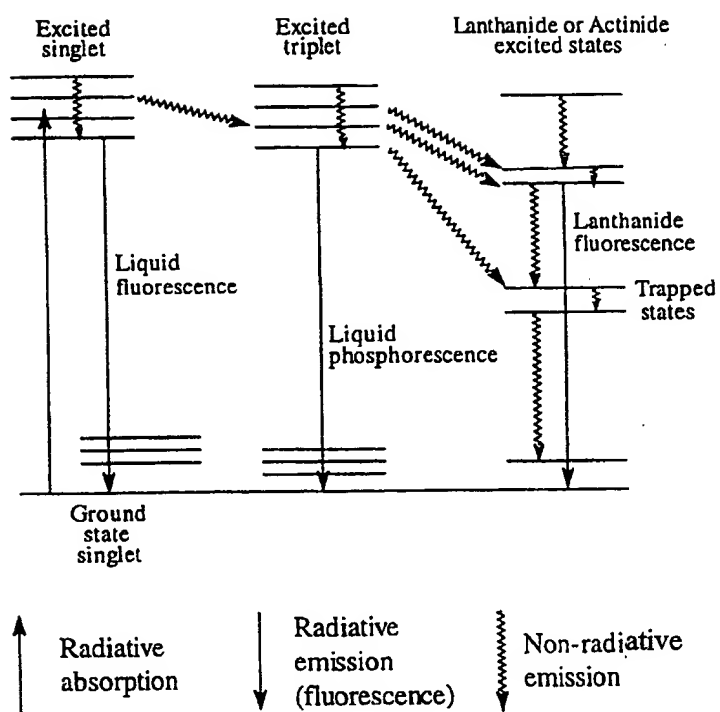 Excited
singlet
Excited
triplet
Lanthanide or Actinide
excited states
Liquid
fluorescence
Liquid
phosphorescence
Lanthanide
fluorescence
Trapped
states
Ground
state
singlet
Radiative
absorption
Radiative
emission
(fluorescence)
Non-radiative
emission